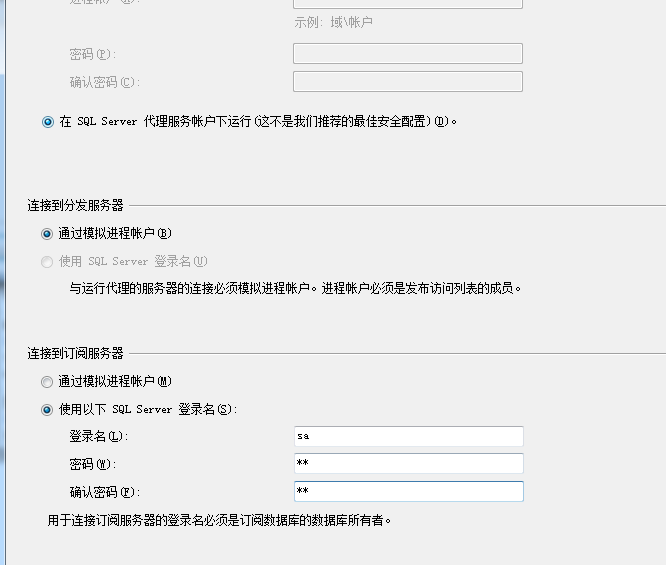 示例: 域\帐户
密码(P):
确认密码(C):
在 SQL Server 代理服务帐户下运行(这不是我们推荐的最佳安全配置)(D)。
连接到分发服务器
通过模拟进程帐户(B)
使用 SQL Server 登录名(U)
与运行代理的服务器的连接必须模拟进程帐户。进程帐户必须是发布访问列表的成员。
连接到订阅服务器
通过模拟进程帐户(M)
使用以下 SQL Server 登录名(S):
登录名(L): sa
密码(W): **
确认密码(F): **
用于连接订阅服务器的登录名必须是订阅数据库的数据库所有者。